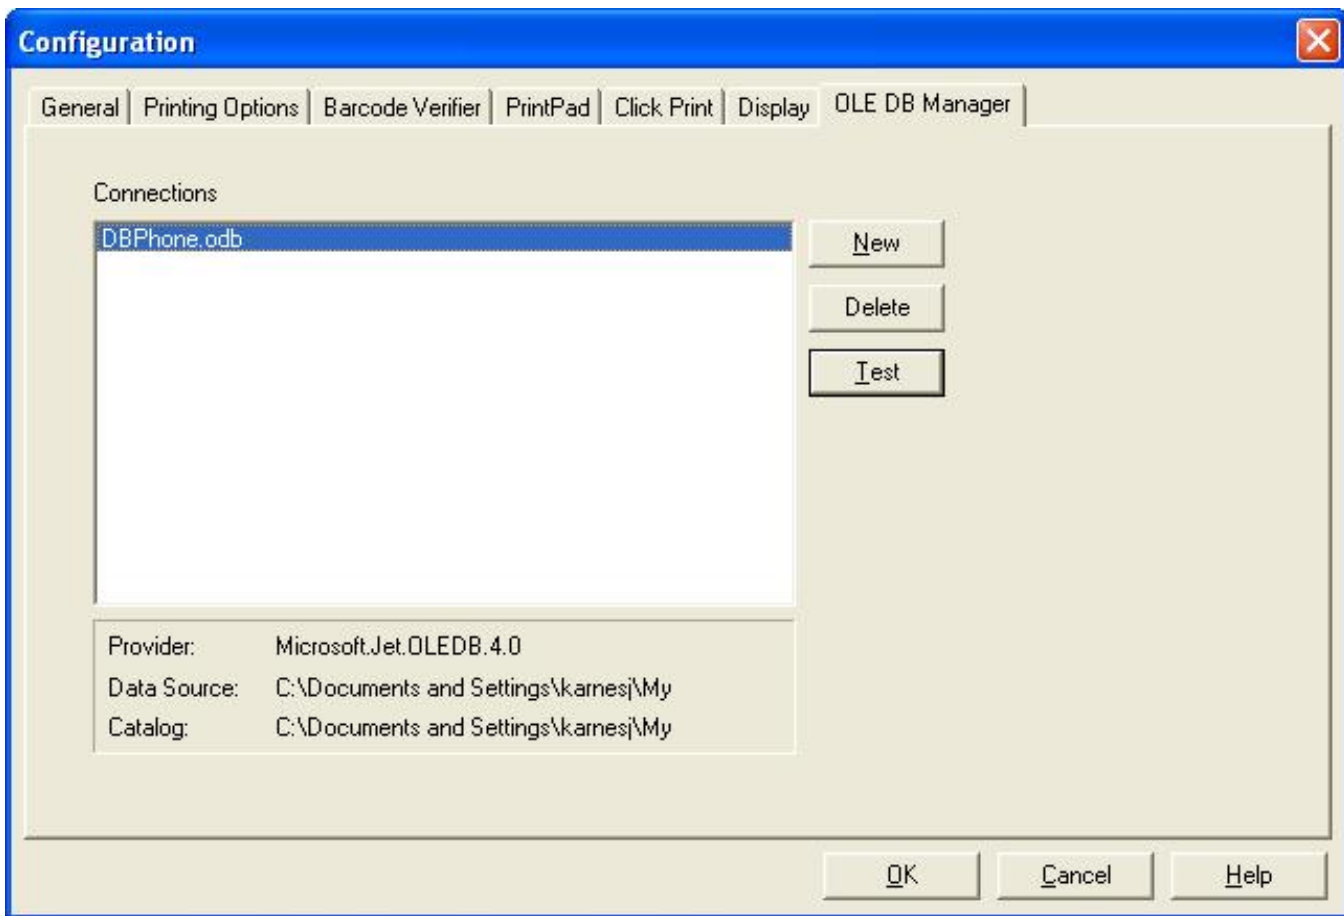 Configuration
General Printing Options Barcode Verifier PrintPad Click Print Display OLE DB Manager
Connections
DBPhone.odb
New
Delete
Test
Provider: Microsoft.Jet.OLEDB.4.0
Data Source: C:\Documents and Settings\karnesj\My
Catalog: C:\Documents and Settings\karnesj\My
OK Cancel Help